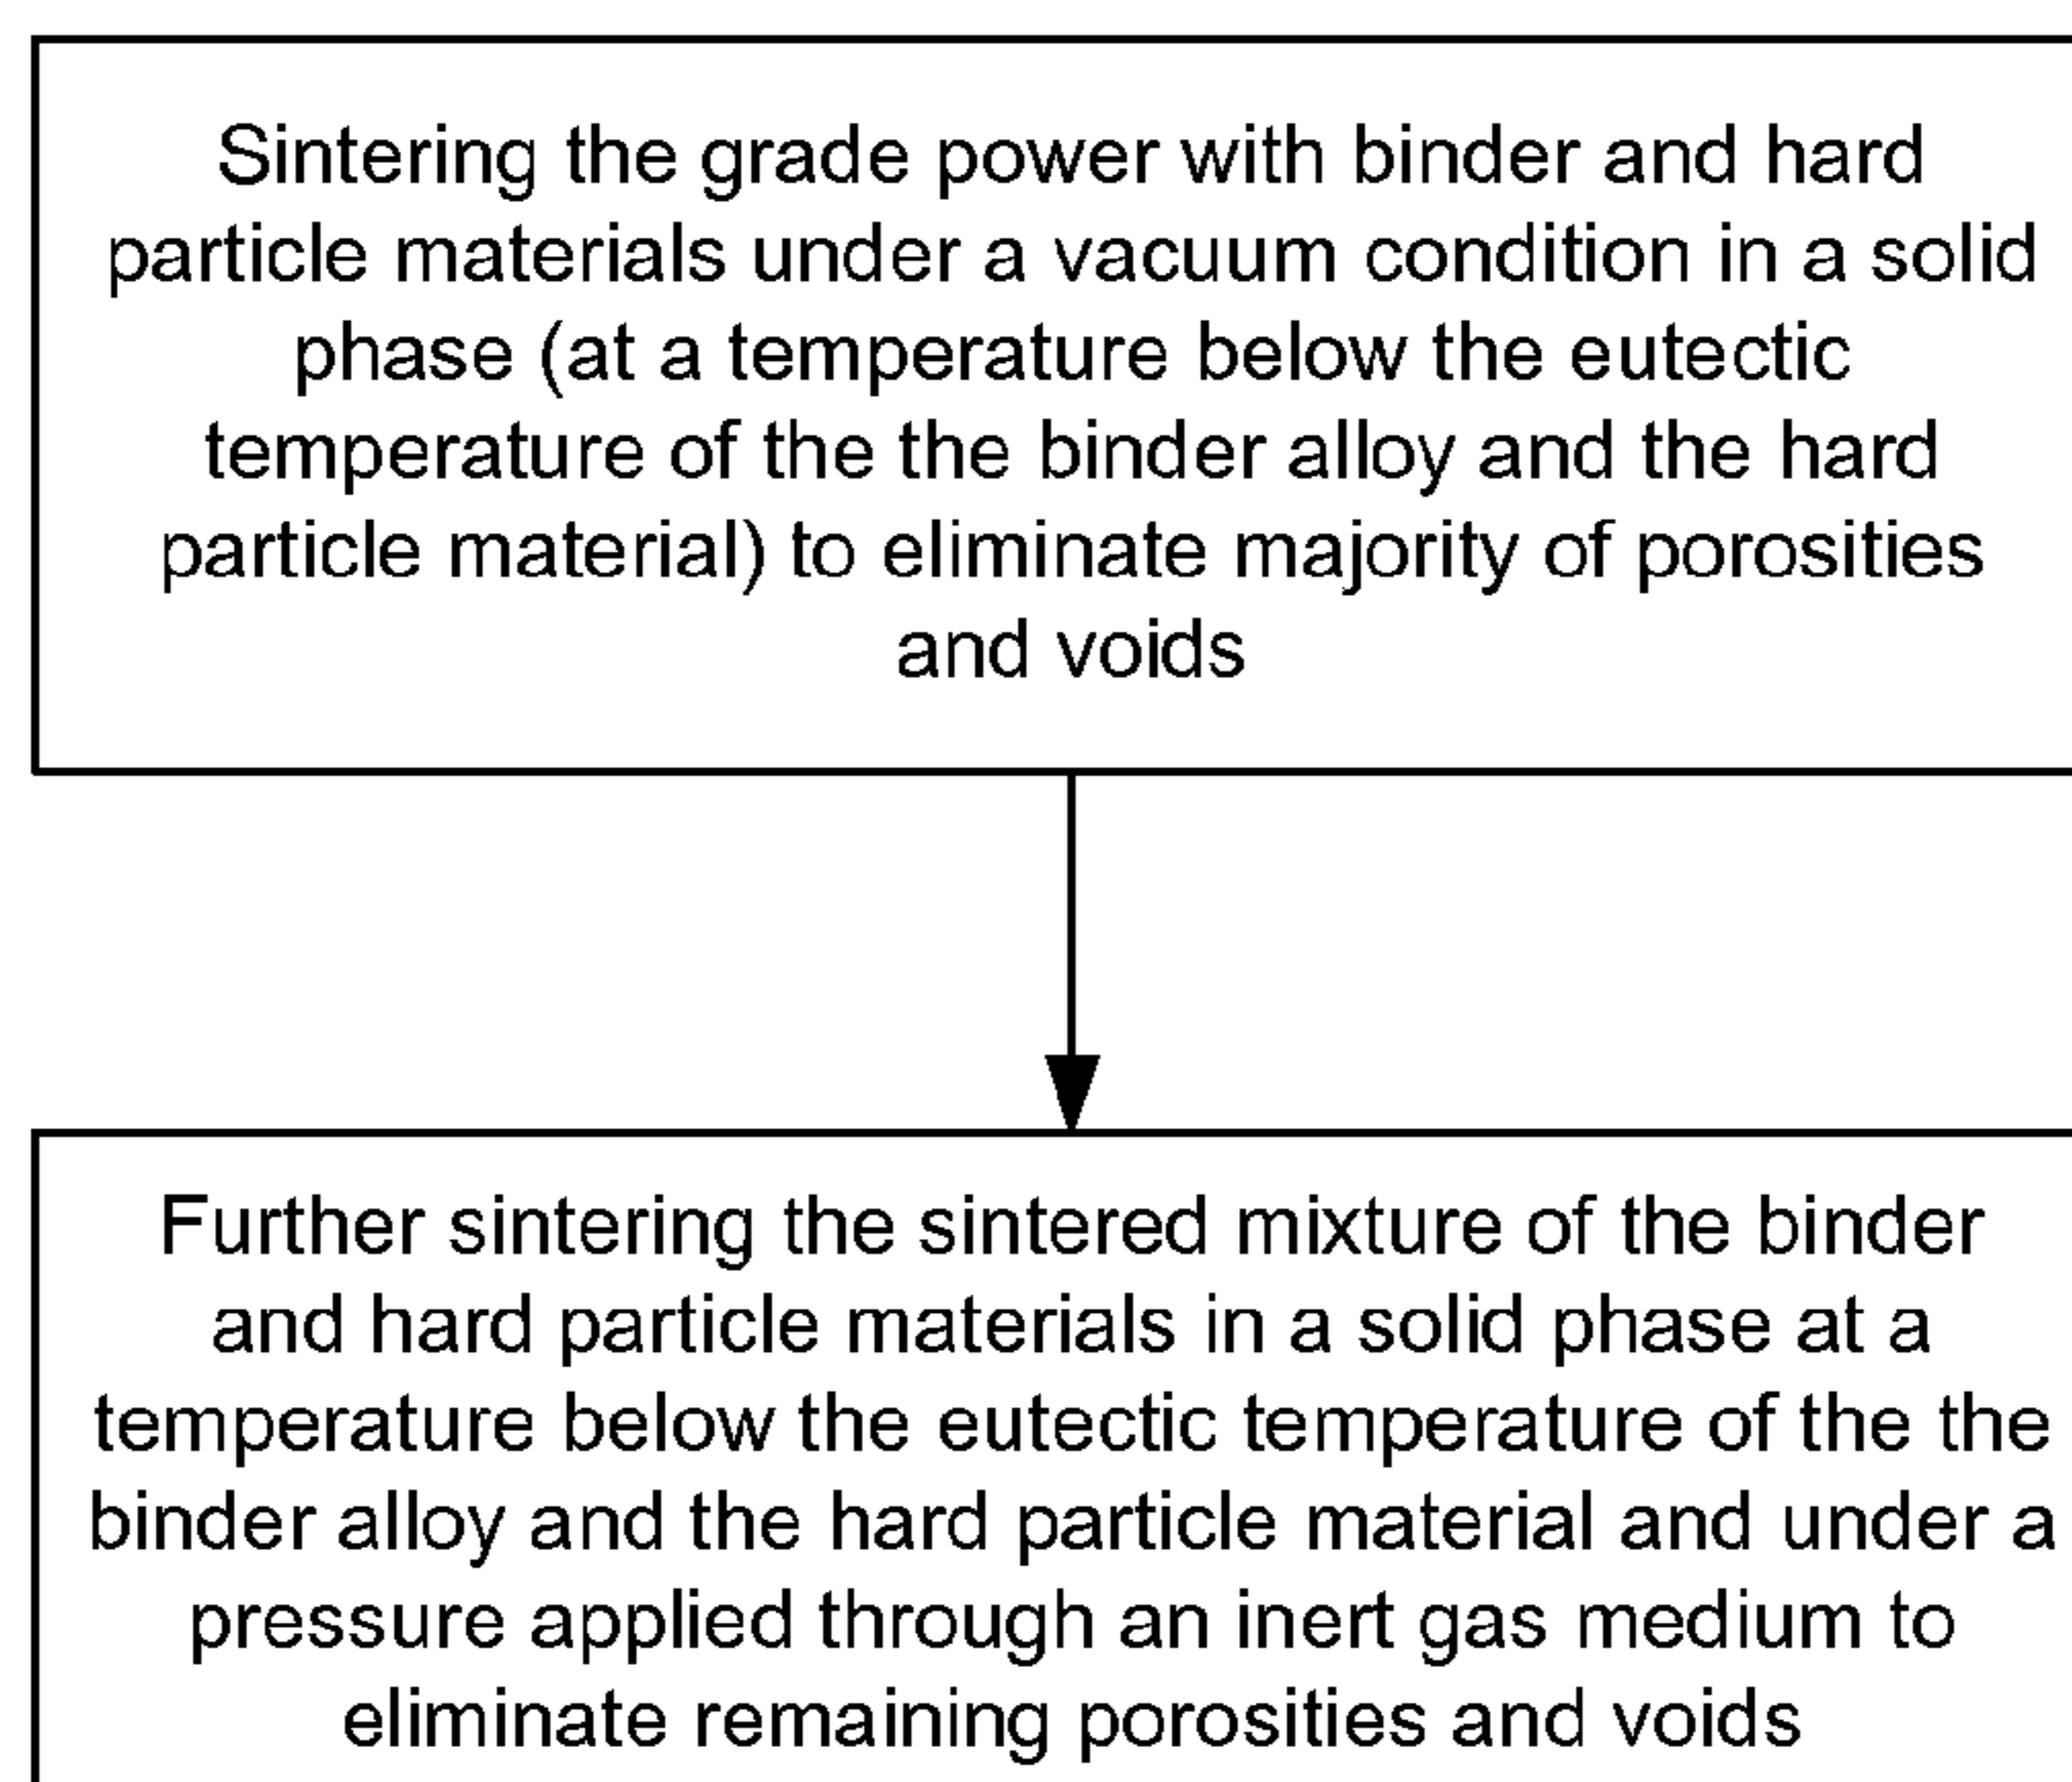 Sintering the grade power with binder and hard
particle materials under a vacuum condition in a solid
phase (at a temperature below the eutectic
temperature of the the binder alloy and the hard
particle material) to eliminate majority of porosities
and voids
Further sintering the sintered mixture of the binder
and hard particle materials in a solid phase at a
temperature below the eutectic temperature of the the
binder alloy and the hard particle material and under a
pressure applied through an inert gas medium to
eliminate remaining porosities and voids